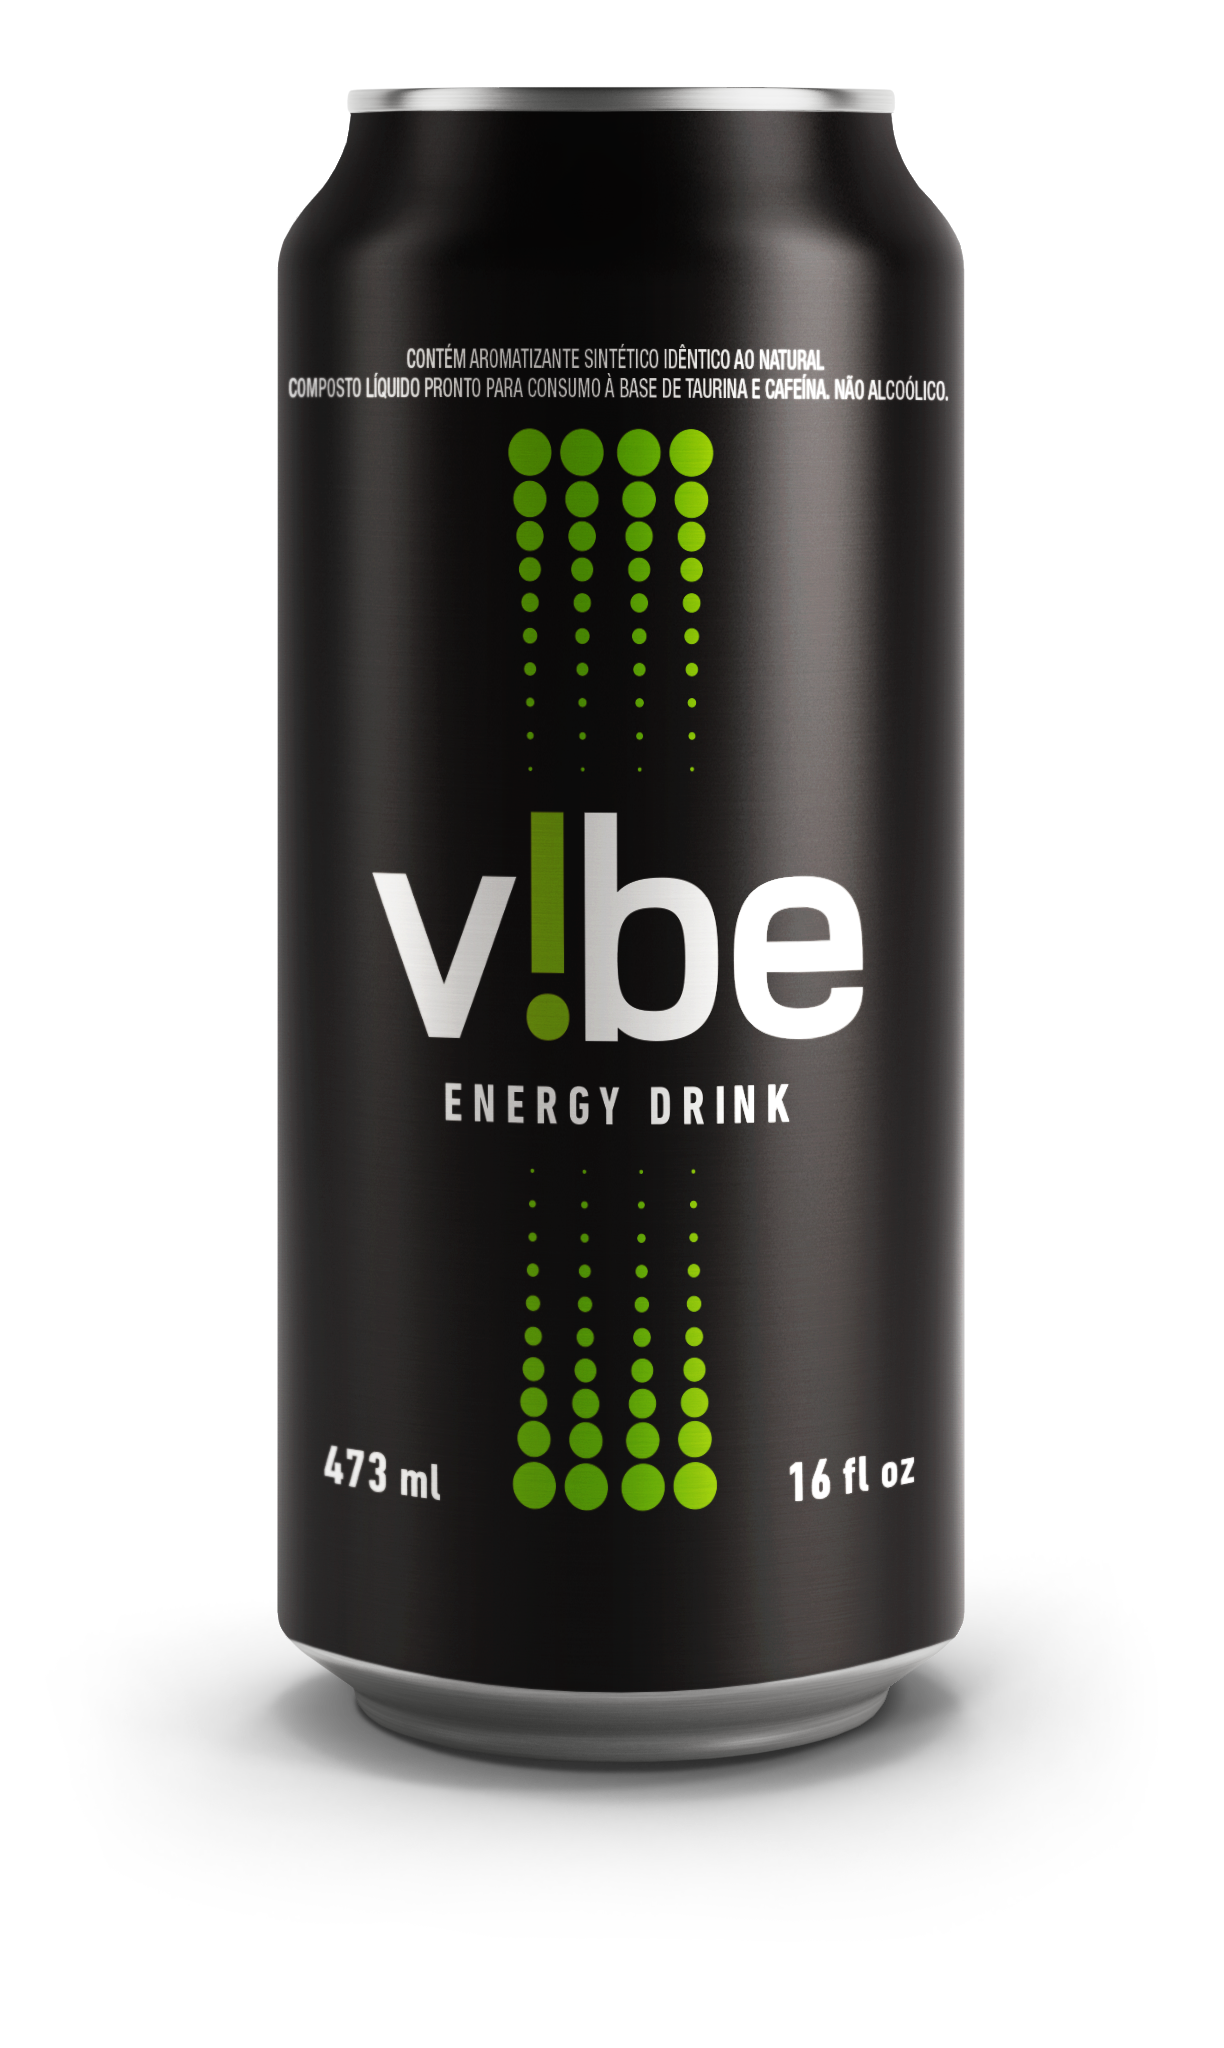 CONTÉM AROMATIZANTE SINTÉTICO IDÊNTICO AO NATURAL
COMPOSTO LÍQUIDO PRONTO PARA CONSUMO À BASE DE TAURINA E CAFEÍNA. NÃO ALCOÓLICO.
v!be
ENERGY DRINK
473 ml
16 fl oz